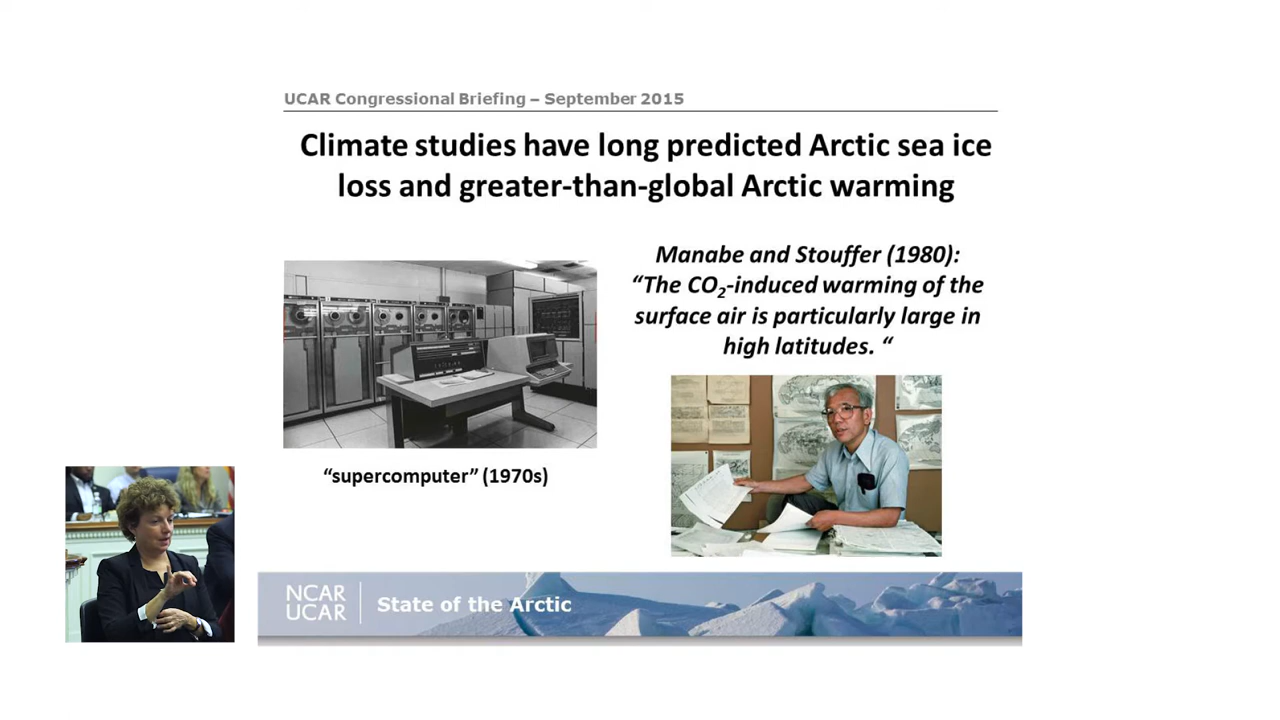 UCAR Congressional Briefing – September 2015
Climate studies have long predicted Arctic sea ice
loss and greater-than-global Arctic warming
Manabe and Stouffer (1980):
“The CO₂-induced warming of the
surface air is particularly large in
high latitudes. “
“supercomputer” (1970s)
NCAR
UCAR
State of the Arctic